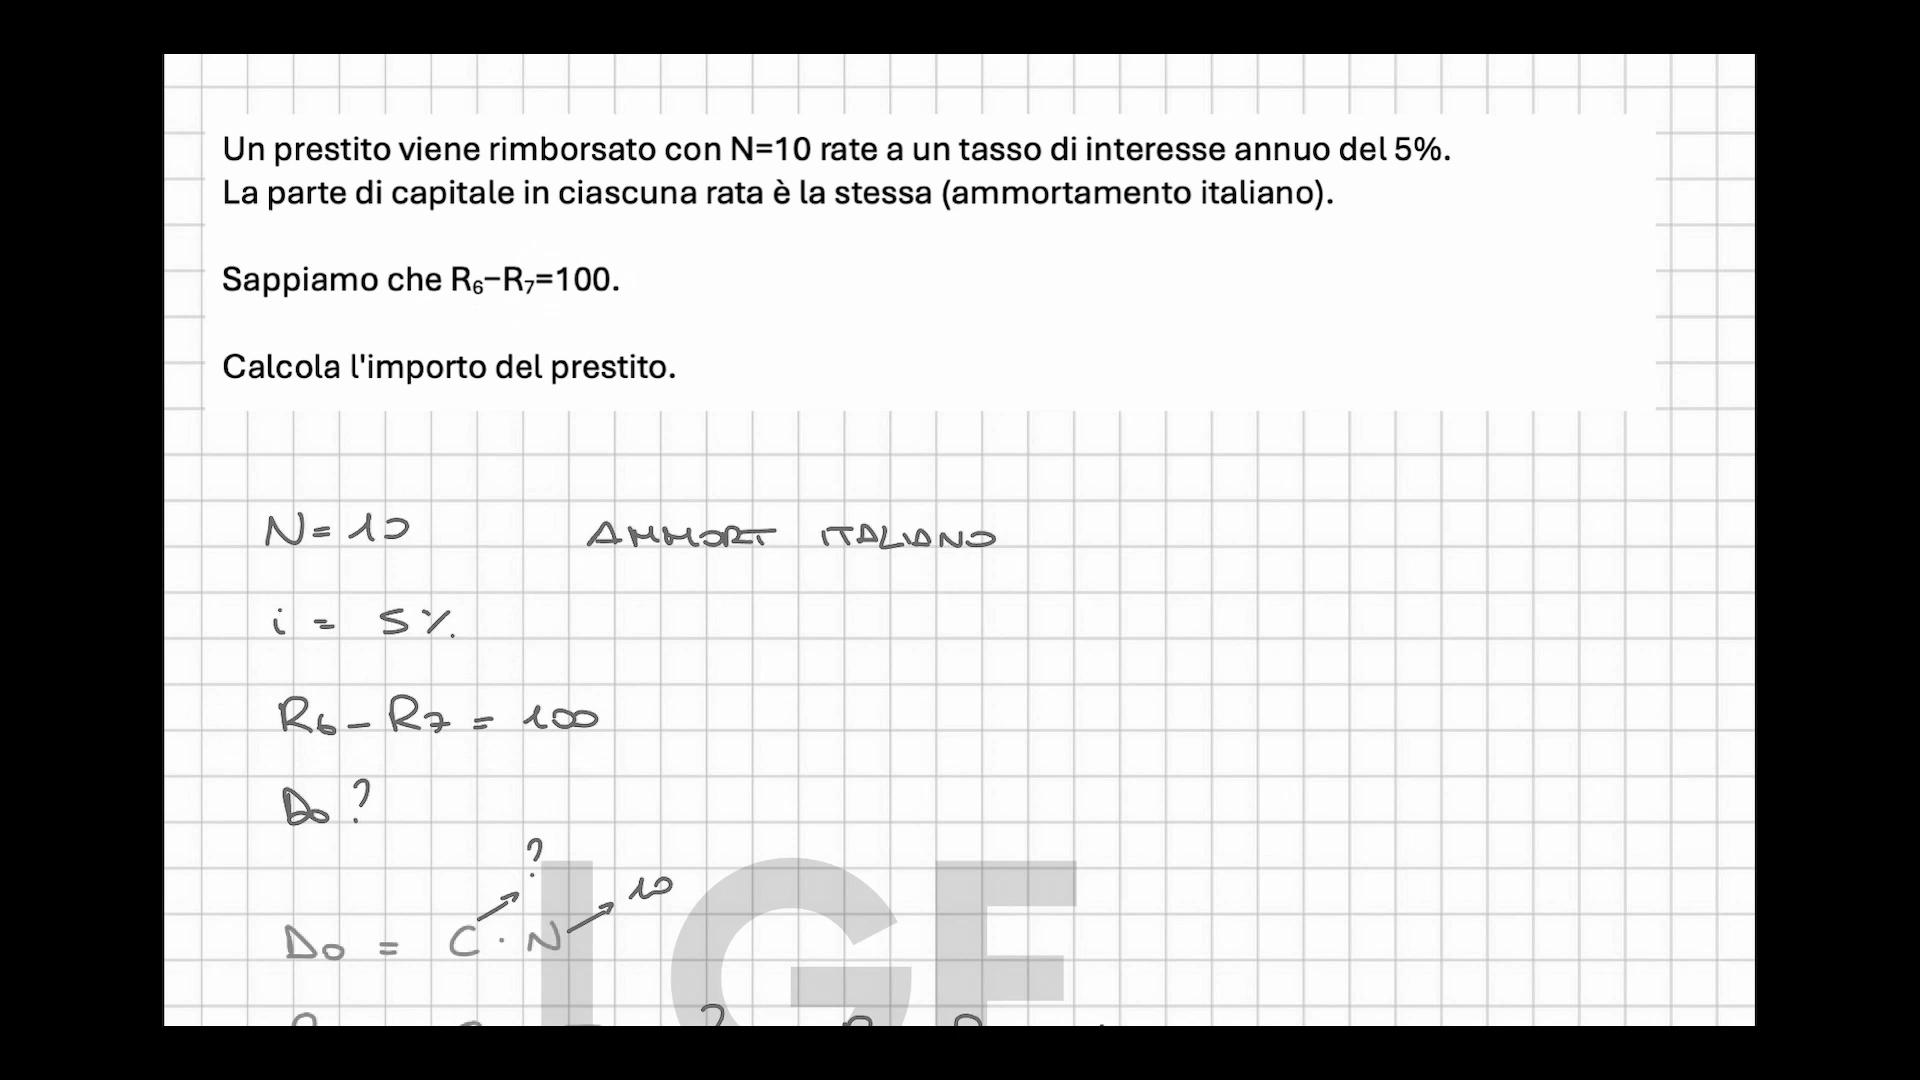 Un prestito viene rimborsato con N=10 rate a un tasso di interesse annuo del 5%.
La parte di capitale in ciascuna rata è la stessa (ammortamento italiano).
Sappiamo che R₆−R₇=100.
Calcola l'importo del prestito.
N = 10 AMMORT ITALIANO
i = 5%
R₆ - R₇ = 100
D₀ ?
? 10
D₀ = C · N
LGE